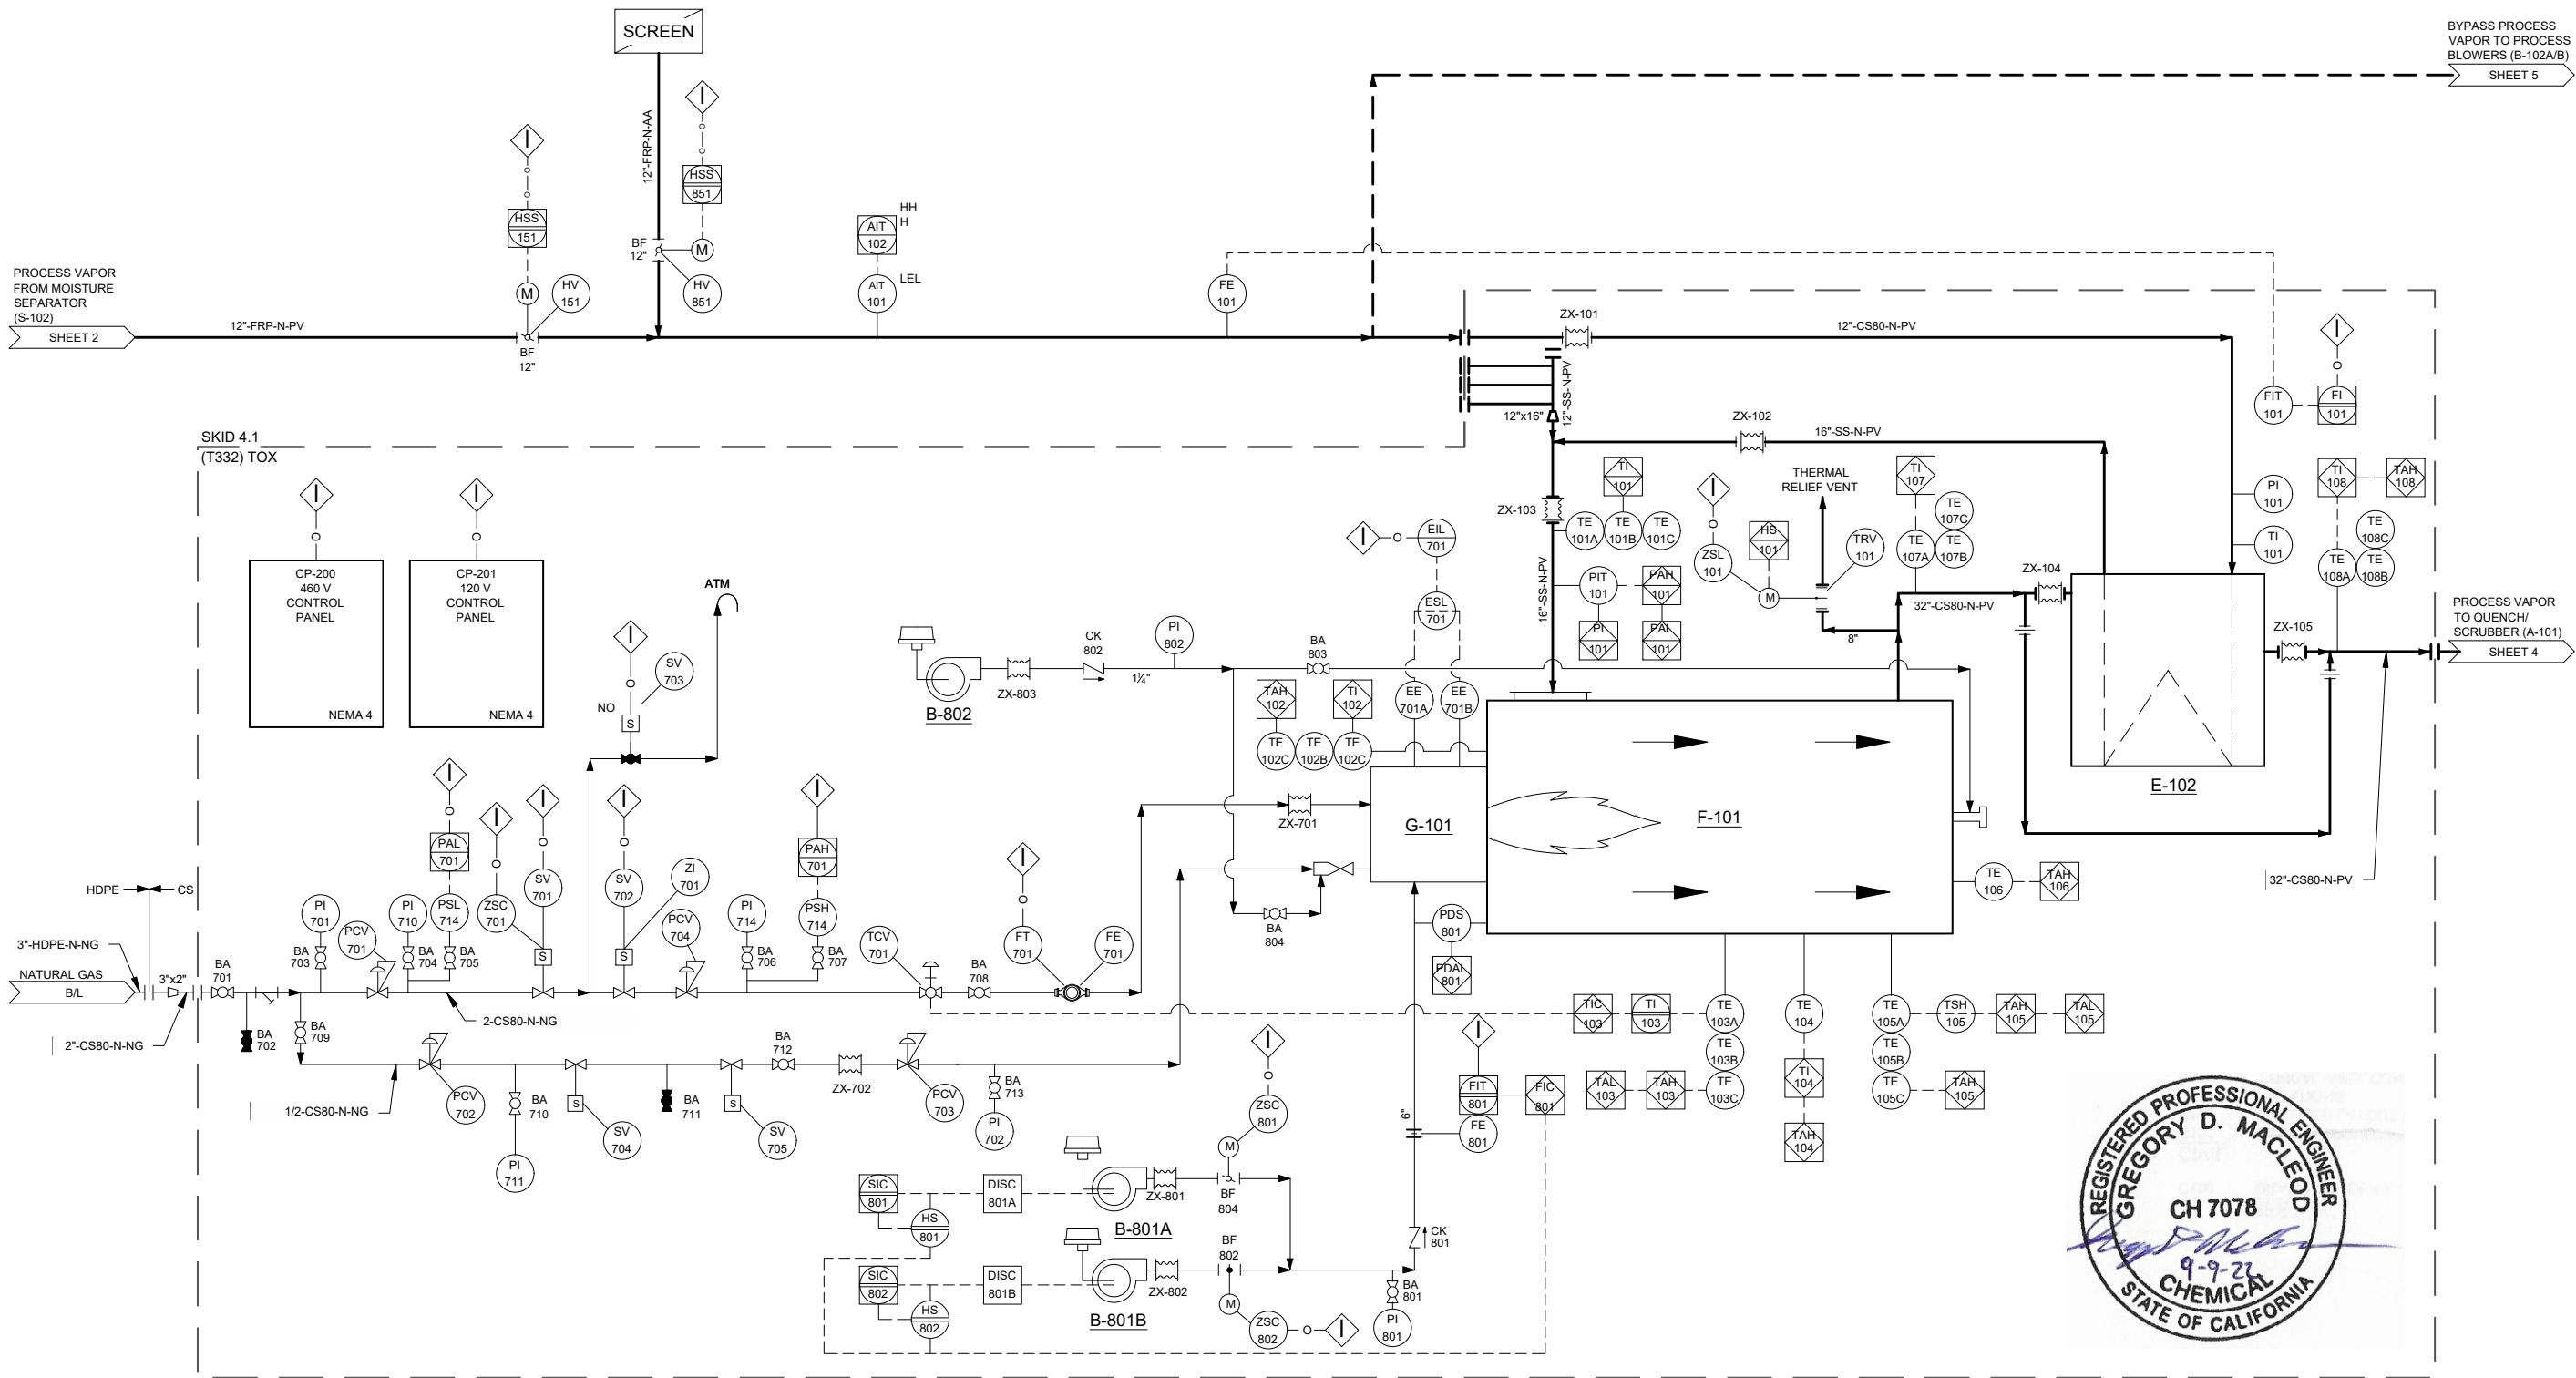 SCREEN
BYPASS PROCESS
VAPOR TO PROCESS
BLOWERS (B-102A/B)
SHEET 5
12"-FRP-N-AA
HSS
151
HSS
851
M
HV
151
BF
12"
M
HV
851
BF
12"
AIT
102
HH
H
AIT
101
LEL
FE
101
PROCESS VAPOR
FROM MOISTURE
SEPARATOR
(S-102)
SHEET 2
12"-FRP-N-PV
ZX-101
12"-CS80-N-PV
12"-SS-N-PV
12"x16"
ZX-102
16"-SS-N-PV
FIT
101
FI
101
SKID 4.1
(T332) TOX
CP-200
460 V
CONTROL
PANEL
NEMA 4
CP-201
120 V
CONTROL
PANEL
NEMA 4
ATM
NO
S
SV
703
B-802
ZX-803
CK
802
1¼"
PI
802
BA
803
EIL
701
ESL
701
EE
701A
EE
701B
ZX-103
TI
101
TE
101A
TE
101B
TE
101C
16"-SS-N-PV
PIT
101
PAH
101
PI
101
PAL
101
ZSL
101
HS
101
M
THERMAL
RELIEF VENT
TRV
101
8"
TI
107
TE
107C
TE
107A
TE
107B
32"-CS80-N-PV
ZX-104
PI
101
TI
101
TI
108
TAH
108
TE
108C
TE
108A
TE
108B
ZX-105
PROCESS VAPOR
TO QUENCH/
SCRUBBER (A-101)
SHEET 4
E-102
32"-CS80-N-PV
TAH
102
TI
102
TE
102C
TE
102B
TE
102C
ZX-701
G-101
F-101
BA
804
TE
106
TAH
106
PDS
801
PDAL
801
HDPE
CS
3"-HDPE-N-NG
NATURAL GAS
B/L
3"x2"
2"-CS80-N-NG
BA
701
BA
702
BA
709
PI
701
BA
703
PCV
701
PI
710
BA
704
PAL
701
PSL
714
BA
705
ZSC
701
SV
701
S
SV
702
S
ZI
701
PCV
704
PI
714
BA
706
PAH
701
PSH
714
BA
707
TCV
701
BA
708
FT
701
FE
701
2-CS80-N-NG
1/2-CS80-N-NG
PCV
702
BA
710
PI
711
S
SV
704
BA
711
S
SV
705
BA
712
ZX-702
PCV
703
BA
713
PI
702
TIC
103
TI
103
TE
103A
TE
103B
TE
103C
TAL
103
TAH
103
TE
104
TI
104
TAH
104
TE
105A
TSH
105
TAH
105
TAL
105
TE
105B
TE
105C
TAH
105
FIT
801
FIC
801
FE
801
6"
ZSC
801
M
BF
804
SIC
801
HS
801
DISC
801A
ZX-801
B-801A
SIC
802
HS
802
DISC
801B
ZX-802
B-801B
BF
802
M
ZSC
802
CK
801
BA
801
PI
801
REGISTERED PROFESSIONAL ENGINEER
GREGORY D. MACLEOD
CH 7078
9-9-22
CHEMICAL
STATE OF CALIFORNIA